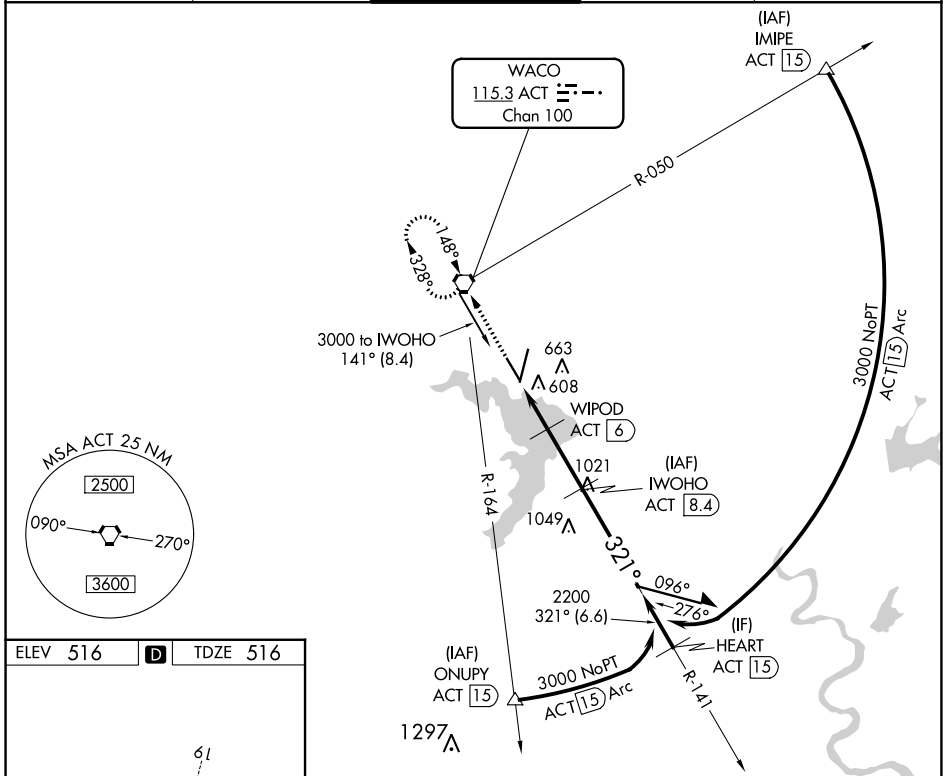 (IAF)
IMIPE
ACT 15
WACO
115.3 ACT
Chan 100
R-050
148°
328°
3000 to IWOHO
141° (8.4)
663
608
3000 NoPT
ACT 15 Arc
WIPOD
ACT 6
MSA ACT 25 NM
2500
090°
270°
3600
R-164
1021
(IAF)
IWOHO
ACT 8.4
1049
321°
096°
276°
2200
321° (6.6)
(IF)
HEART
ACT 15
(IAF)
ONUPY
ACT 15
3000 NoPT
ACT 15 Arc
R-141
1297
ELEV 516 D TDZE 516
19